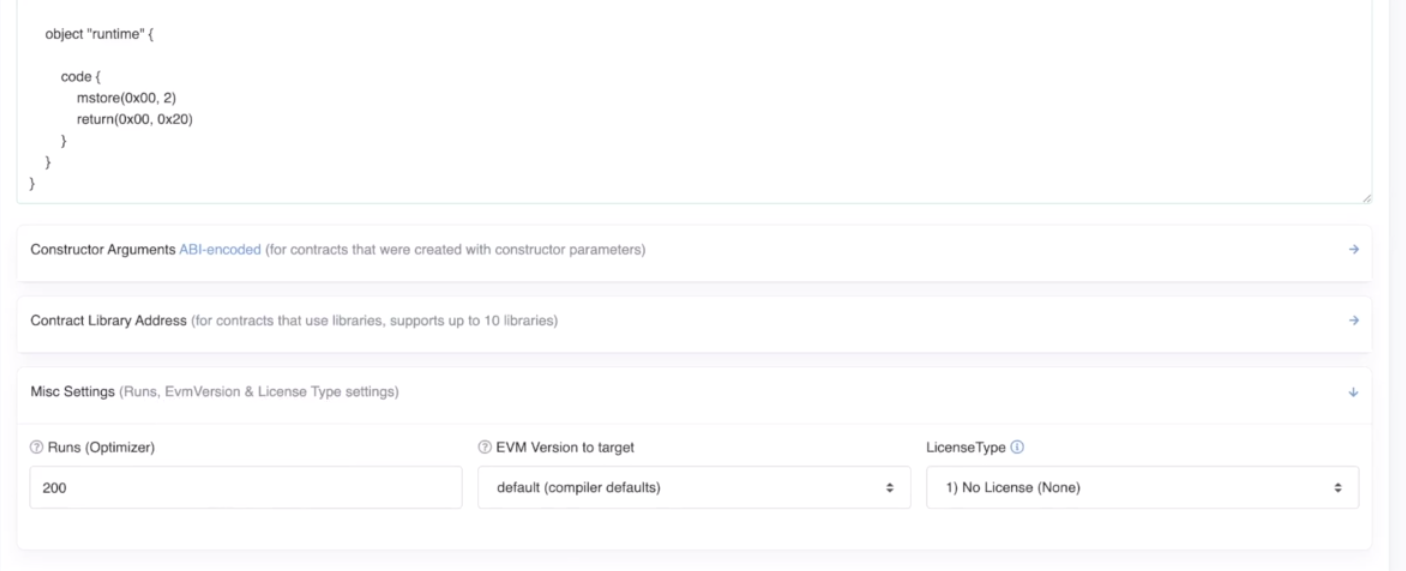 object "runtime" {
code {
mstore(0x00, 2)
return(0x00, 0x20)
}
}
}
Constructor Arguments ABI-encoded (for contracts that were created with constructor parameters)
Contract Library Address (for contracts that use libraries, supports up to 10 libraries)
Misc Settings (Runs, EvmVersion & License Type settings)
Runs (Optimizer) EVM Version to target LicenseType
200 default (compiler defaults) 1) No License (None)